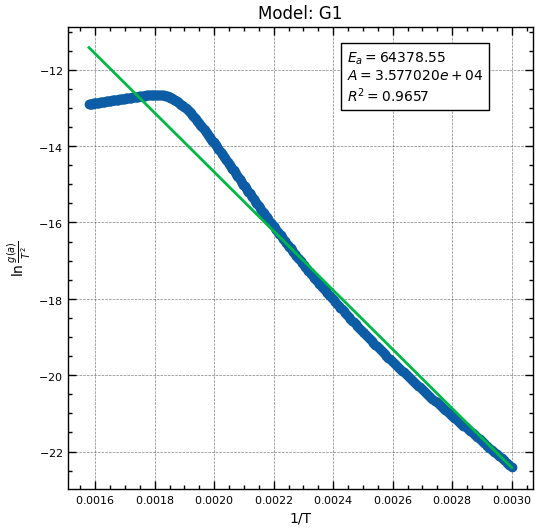 Model: G1
E_a = 64378.55
A = 3.577020e + 04
R^2 = 0.9657
ln g(a)/T^2
−12
−14
−16
−18
−20
−22
0.0016 0.0018 0.0020 0.0022 0.0024 0.0026 0.0028 0.0030
1/T